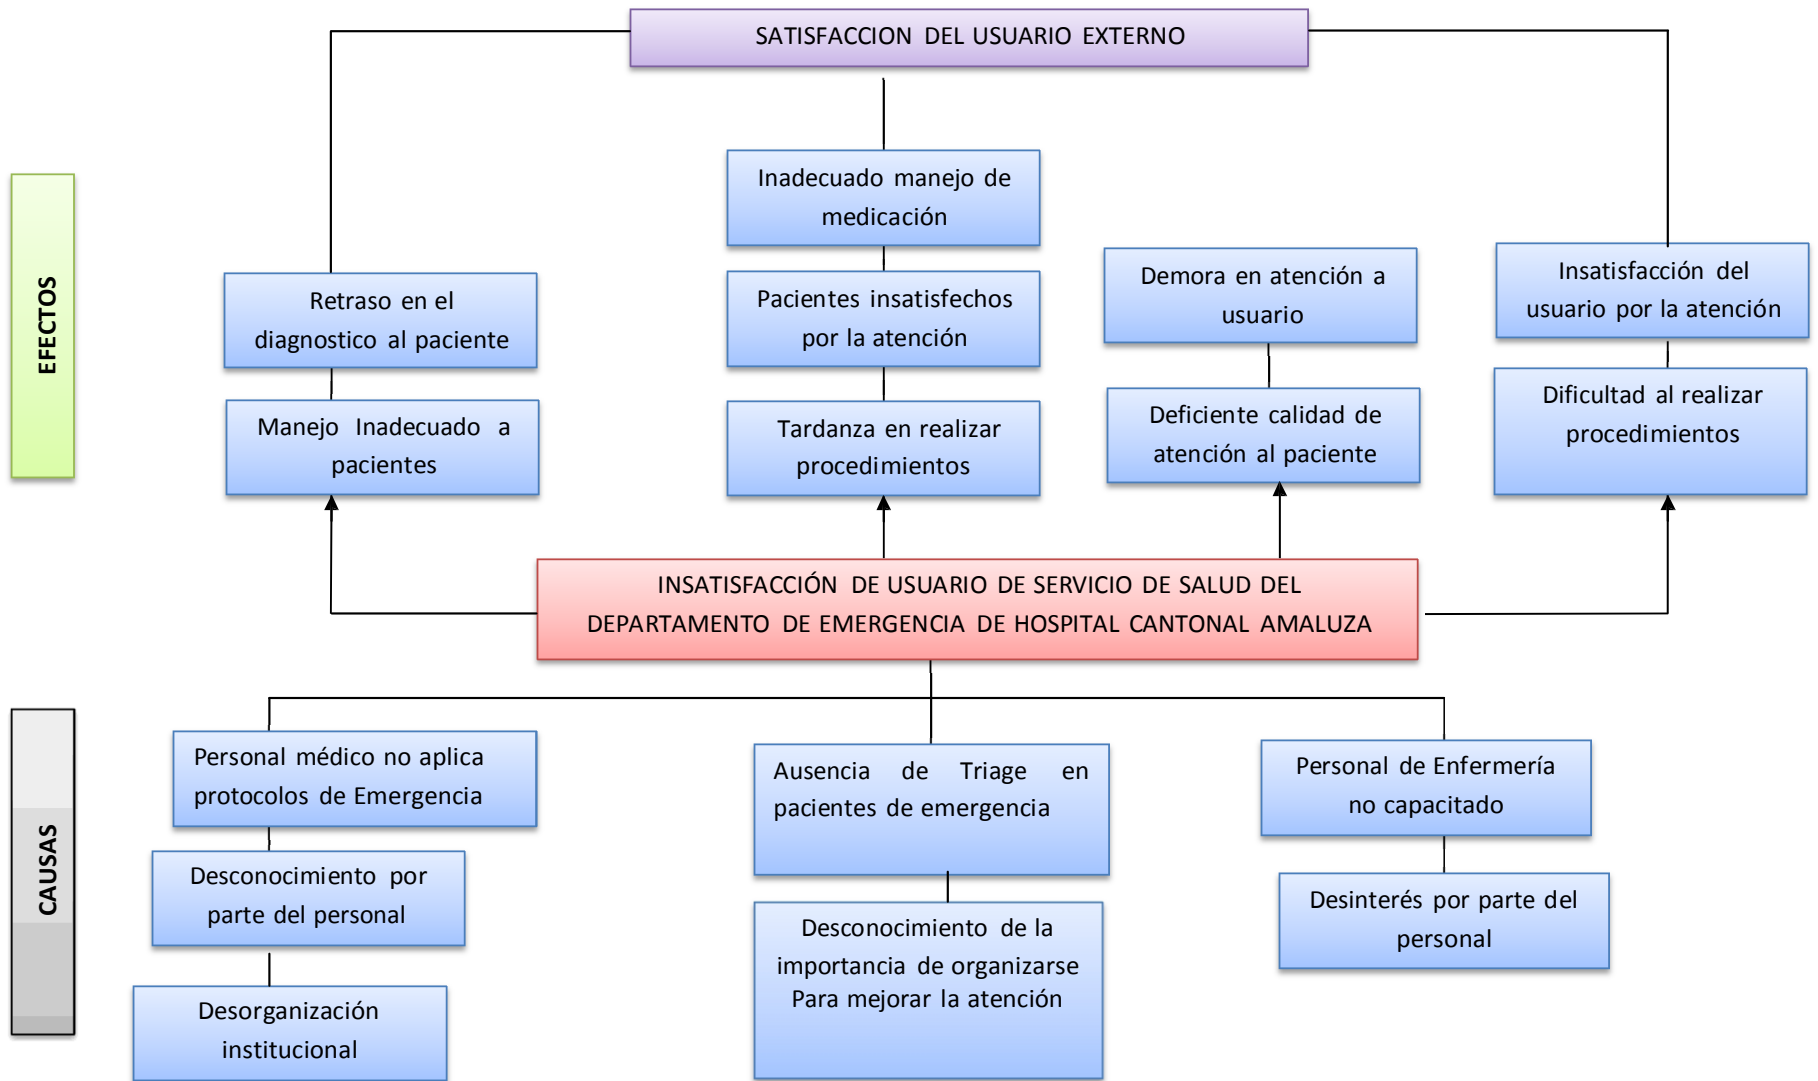 SATISFACCION DEL USUARIO EXTERNO
EFECTOS
Inadecuado manejo de
medicación
Retraso en el
diagnostico al paciente
Pacientes insatisfechos
por la atención
Demora en atención a
usuario
Insatisfacción del
usuario por la atención
Manejo Inadecuado a
pacientes
Tardanza en realizar
procedimientos
Deficiente calidad de
atención al paciente
Dificultad al realizar
procedimientos
INSATISFACCIÓN DE USUARIO DE SERVICIO DE SALUD DEL
DEPARTAMENTO DE EMERGENCIA DE HOSPITAL CANTONAL AMALUZA
CAUSAS
Personal médico no aplica
protocolos de Emergencia
Ausencia de Triage en
pacientes de emergencia
Personal de Enfermería
no capacitado
Desconocimiento por
parte del personal
Desconocimiento de la
importancia de organizarse
Para mejorar la atención
Desinterés por parte del
personal
Desorganización
institucional